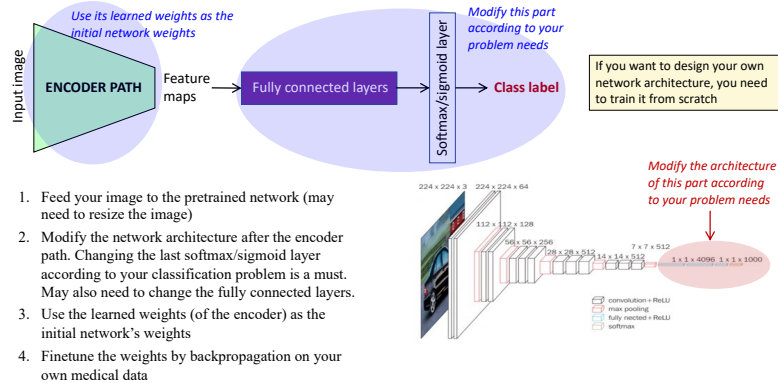 Use its learned weights as the
initial network weights
Modify this part
according to your
problem needs
Input image
ENCODER PATH
Feature
maps
Fully connected layers
Softmax/sigmoid layer
Class label
If you want to design your own
network architecture, you need
to train it from scratch
1. Feed your image to the pretrained network (may
need to resize the image)
2. Modify the network architecture after the encoder
path. Changing the last softmax/sigmoid layer
according to your classification problem is a must.
May also need to change the fully connected layers.
3. Use the learned weights (of the encoder) as the
initial network's weights
4. Finetune the weights by backpropagation on your
own medical data
Modify the architecture
of this part according
to your problem needs
224 x 224 x 3 224 x 224 x 64
112 x 112 x 128
56 x 56 x 256
28 x 28 x 512
14 x 14 x 512
7 x 7 x 512
1 x 1 x 4096 1 x 1 x 1000
convolution+ReLU
max pooling
fully nected+ReLU
softmax